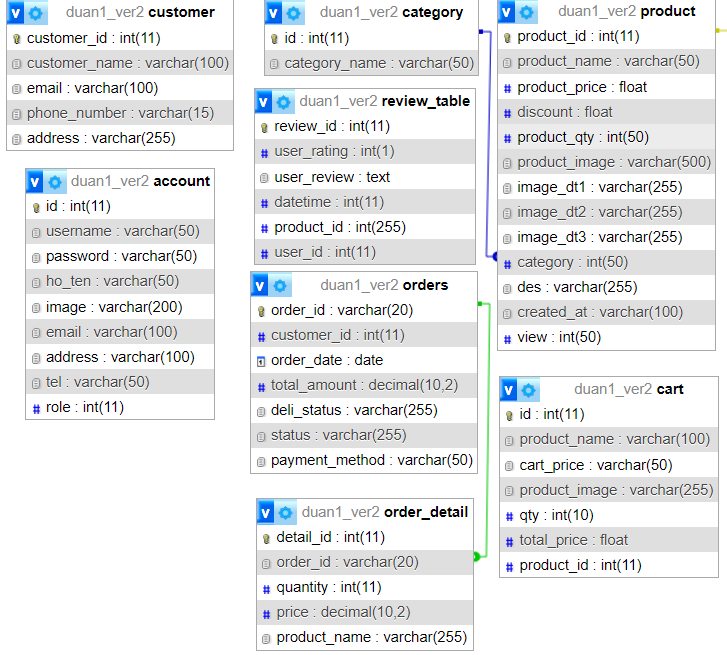 duan1_ver2 customer
customer_id : int(11)
customer_name : varchar(100)
email : varchar(100)
phone_number : varchar(15)
address : varchar(255)
duan1_ver2 account
id : int(11)
username : varchar(50)
password : varchar(50)
ho_ten : varchar(50)
image : varchar(200)
email : varchar(100)
address : varchar(100)
tel : varchar(50)
role : int(11)
duan1_ver2 category
id : int(11)
category_name : varchar(50)
duan1_ver2 review_table
review_id : int(11)
user_rating : int(1)
user_review : text
datetime : int(11)
product_id : int(255)
user_id : int(11)
duan1_ver2 orders
order_id : varchar(20)
customer_id : int(11)
order_date : date
total_amount : decimal(10,2)
deli_status : varchar(255)
status : varchar(255)
payment_method : varchar(50)
duan1_ver2 order_detail
detail_id : int(11)
order_id : varchar(20)
quantity : int(11)
price : decimal(10,2)
product_name : varchar(255)
duan1_ver2 product
product_id : int(11)
product_name : varchar(50)
product_price : float
discount : float
product_qty : int(50)
product_image : varchar(500)
image_dt1 : varchar(255)
image_dt2 : varchar(255)
image_dt3 : varchar(255)
category : int(50)
des : varchar(255)
created_at : varchar(100)
view : int(50)
duan1_ver2 cart
id : int(11)
product_name : varchar(100)
cart_price : varchar(50)
product_image : varchar(255)
qty : int(10)
total_price : float
product_id : int(11)